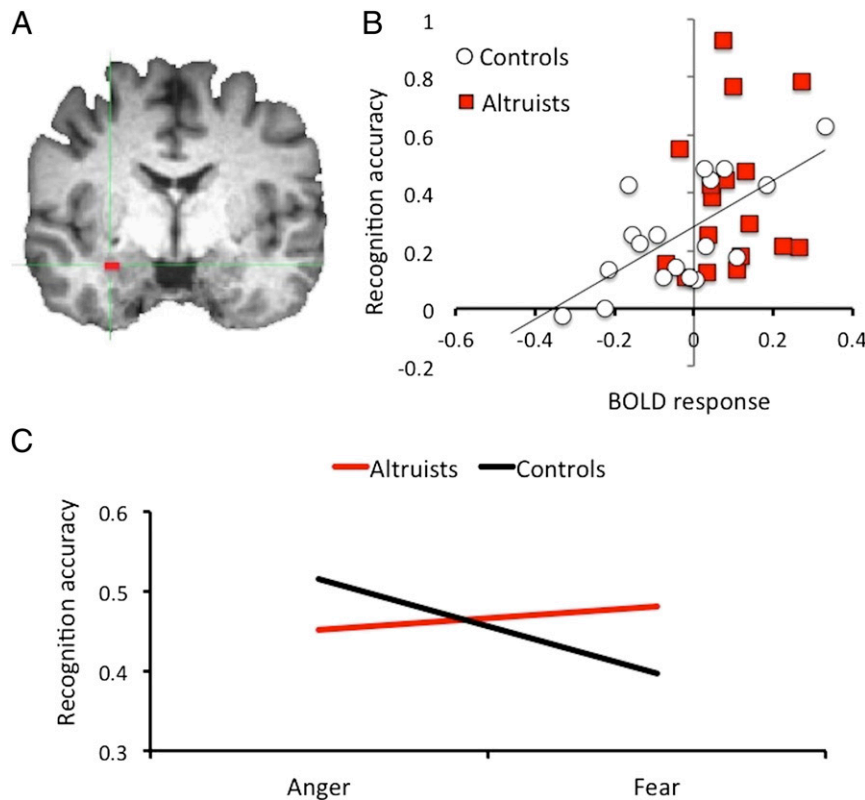 A
B
1
0.8
0.6
0.4
0.2
0
-0.2
Recognition accuracy
Controls
Altruists
-0.6 -0.4 -0.2 0 0.2 0.4
BOLD response
C
Altruists Controls
0.6
0.5
0.4
0.3
Recognition accuracy
Anger Fear